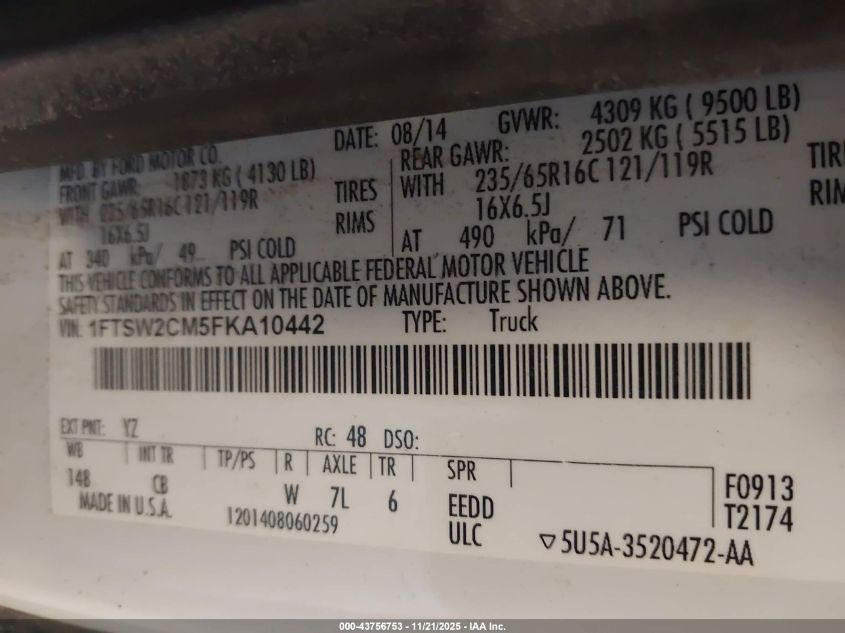 MFD. BY FORD MOTOR CO.
DATE: 08/14
GVWR: 4309 KG ( 9500 LB)
FRONT GAWR: 1873 KG ( 4130 LB)
WITH 235/65R16C 121/119R TIRES
16X6.5J RIMS
AT 340 kPa/ 49 PSI COLD
REAR GAWR: 2502 KG ( 5515 LB)
WITH 235/65R16C 121/119R TIR
16X6.5J RIM
AT 490 kPa/ 71 PSI COLD
THIS VEHICLE CONFORMS TO ALL APPLICABLE FEDERAL MOTOR VEHICLE
SAFETY STANDARDS IN EFFECT ON THE DATE OF MANUFACTURE SHOWN ABOVE.
VIN: 1FTSW2CM5FKA10442 TYPE: Truck
EXT PNT: YZ RC: 48 DSO:
WB INT TR TP/PS R AXLE TR SPR
148 CB W 7L 6 EEDD F0913
MADE IN U.S.A. 1201408060259 ULC T2174
5U5A-3520472-AA
000-43756753 - 11/21/2025 - IAA Inc.